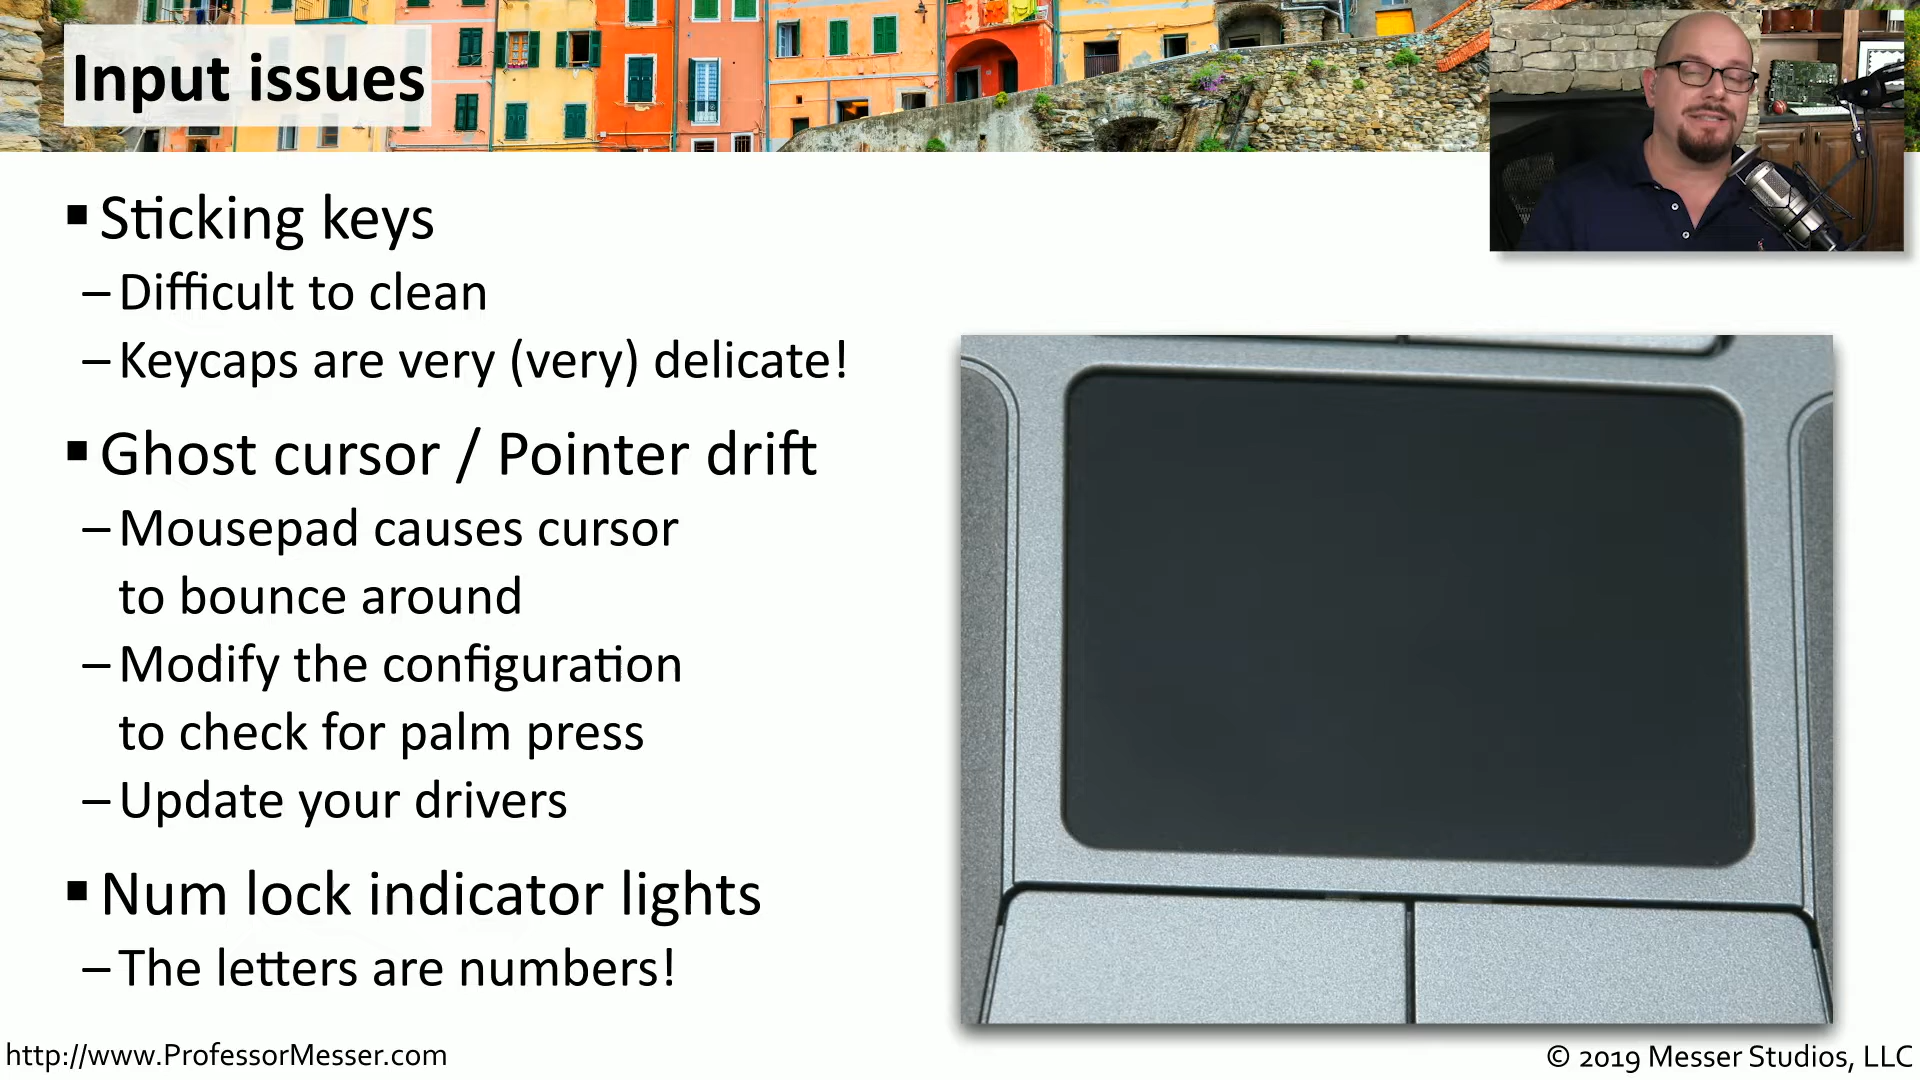 Input issues
▪ Sticking keys
– Difficult to clean
– Keycaps are very (very) delicate!
▪ Ghost cursor / Pointer drift
– Mousepad causes cursor
to bounce around
– Modify the configuration
to check for palm press
– Update your drivers
▪ Num lock indicator lights
– The letters are numbers!
http://www.ProfessorMesser.com
© 2019 Messer Studios, LLC